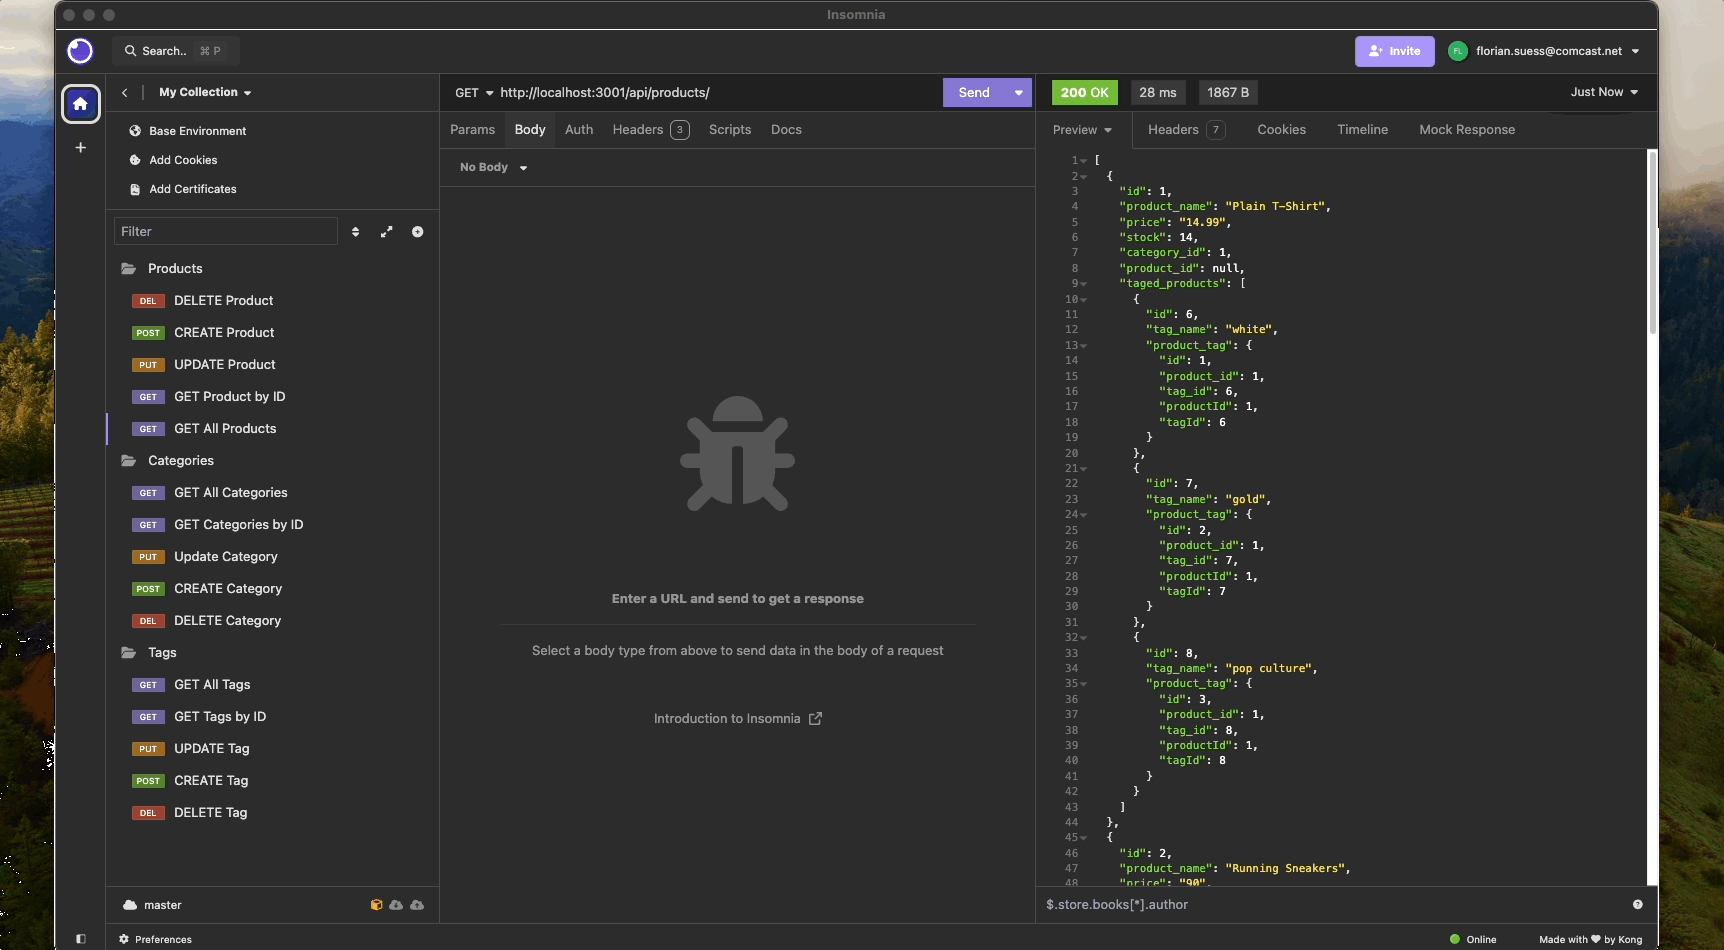 Insomnia
Search.. ⌘ P
Invite
FL
florian.suess@comcast.net
My Collection
Base Environment
Add Cookies
Add Certificates
Filter
Products
DEL DELETE Product
POST CREATE Product
PUT UPDATE Product
GET GET Product by ID
GET GET All Products
Categories
GET GET All Categories
GET GET Categories by ID
PUT Update Category
POST CREATE Category
DEL DELETE Category
Tags
GET GET All Tags
GET GET Tags by ID
PUT UPDATE Tag
POST CREATE Tag
DEL DELETE Tag
master
Preferences
GET http://localhost:3001/api/products/ Send
Params Body Auth Headers 3 Scripts Docs
No Body
Enter a URL and send to get a response
Select a body type from above to send data in the body of a request
Introduction to Insomnia
200 OK 28 ms 1867 B Just Now
Preview Headers 7 Cookies Timeline Mock Response
1 [
2 {
3 "id": 1,
4 "product_name": "Plain T-Shirt",
5 "price": "14.99",
6 "stock": 14,
7 "category_id": 1,
8 "product_id": null,
9 "taged_products": [
10 {
11 "id": 6,
12 "tag_name": "white",
13 "product_tag": {
14 "id": 1,
15 "product_id": 1,
16 "tag_id": 6,
17 "productId": 1,
18 "tagId": 6
19 }
20 },
21 {
22 "id": 7,
23 "tag_name": "gold",
24 "product_tag": {
25 "id": 2,
26 "product_id": 1,
27 "tag_id": 7,
28 "productId": 1,
29 "tagId": 7
30 }
31 },
32 {
33 "id": 8,
34 "tag_name": "pop culture",
35 "product_tag": {
36 "id": 3,
37 "product_id": 1,
38 "tag_id": 8,
39 "productId": 1,
40 "tagId": 8
41 }
42 }
43 ]
44 },
45 {
46 "id": 2,
47 "product_name": "Running Sneakers",
48 "price": "90",
$.store.books[*].author
Online
Made with ♥ by Kong